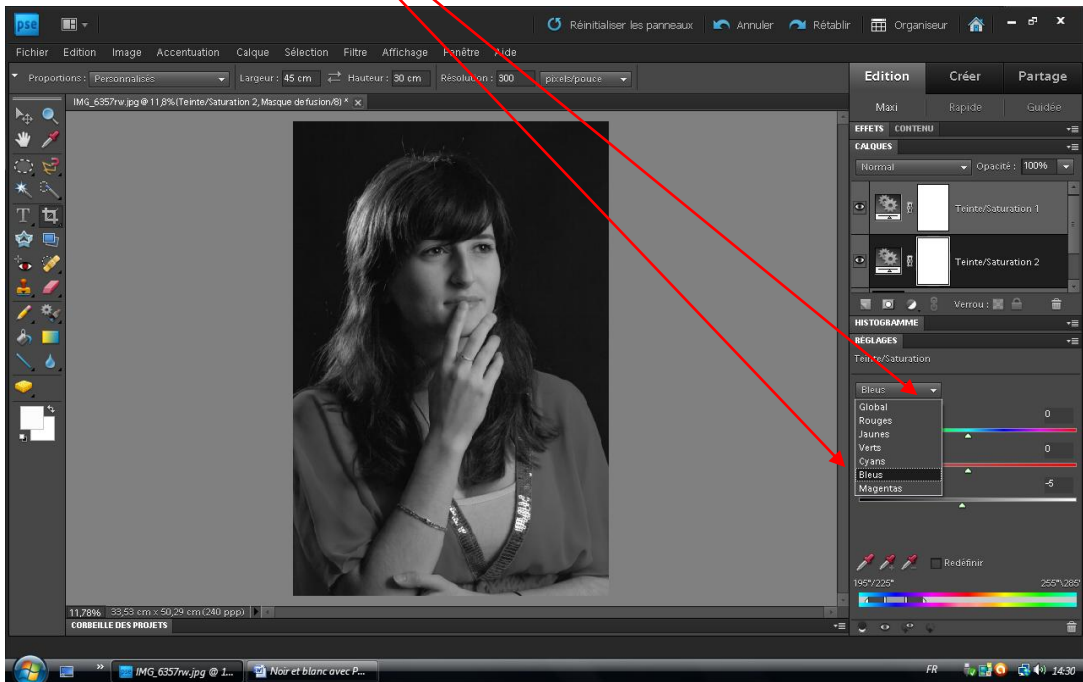 pse Réinitialiser les panneaux Annuler Rétablir Organiseur
Fichier Edition Image Accentuation Calque Sélection Filtre Affichage Fenêtre Aide
Proportions : Personnalisés Largeur : 45 cm Hauteur : 30 cm Résolution : 300 pixels/pouce
Edition Créer Partage
IMG_6357rw.jpg @ 11,8% (Teinte/Saturation 2, Masque de fusion/8) * x
Maxi Rapide Guidée
EFFETS CONTENU
CALQUES
Normal Opacité : 100%
Teinte/Saturation 1
Teinte/Saturation 2
Verrou :
HISTOGRAMME
RÉGLAGES
Teinte/Saturation
Bleus
Global
0
Rouges
Jaunes
Verts
0
Cyans
Bleus
-5
Magentas
Redéfinir
195°/225° 255°\285°
11,78% 33,53 cm x 50,29 cm (240 ppp)
CORBEILLE DES PROJETS
» IMG_6357rw.jpg @ 1... Noir et blanc avec P... FR 14:30